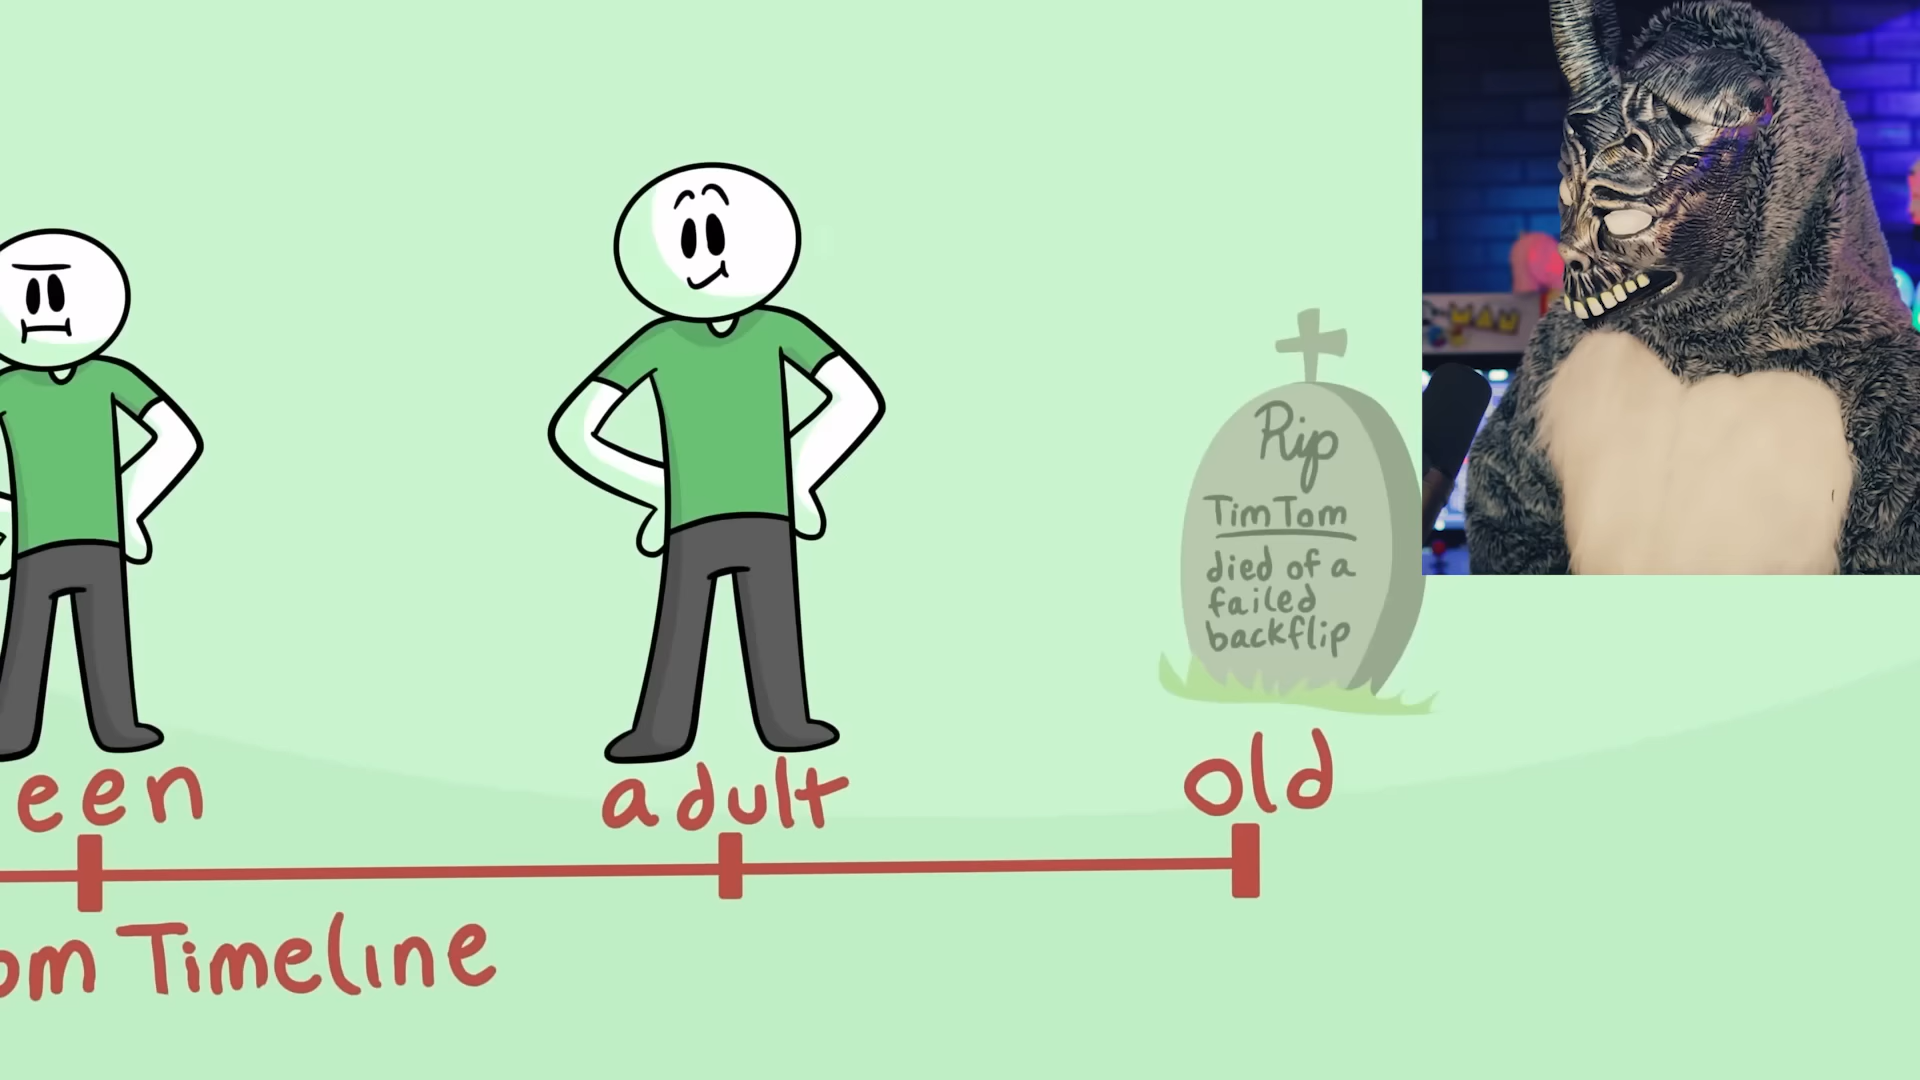 Rip
TimTom
died of a
failed
backflip
een
adult
old
om Timeline